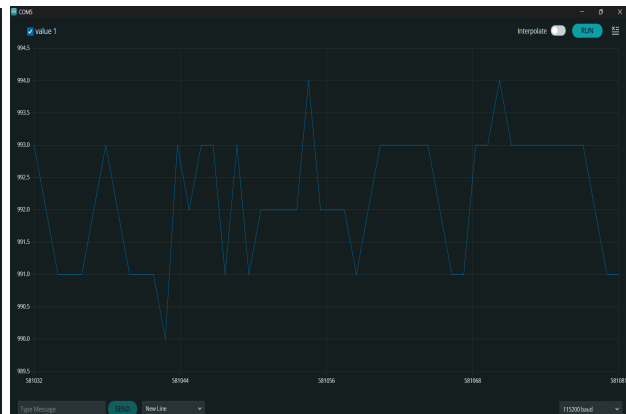 COM5
value 1
Interpolate
RUN
994.5
994.0
993.5
993.0
992.5
992.0
991.5
991.0
990.5
990.0
989.5
581032
581044
581056
581068
581081
Type Message
SEND
New Line
115200 baud